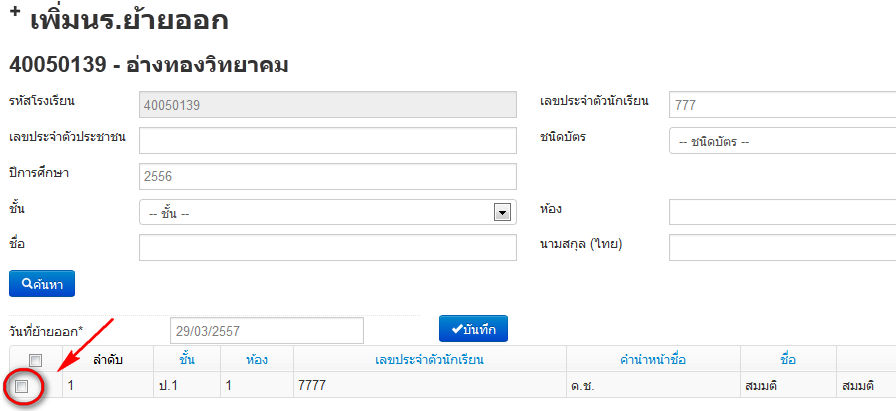 + เพิ่มนร.ย้ายออก
40050139 - อ่างทองวิทยาคม
รหัสโรงเรียน 40050139 เลขประจำตัวนักเรียน 777
เลขประจำตัวประชาชน ชนิดบัตร -- ชนิดบัตร --
ปีการศึกษา 2556
ชั้น -- ชั้น -- ห้อง
ชื่อ นามสกุล (ไทย)
ค้นหา
วันที่ย้ายออก* 29/03/2557 บันทึก
ลำดับ ชั้น ห้อง เลขประจำตัวนักเรียน คำนำหน้าชื่อ ชื่อ
1 ป.1 1 7777 ด.ช. สมมติ สมมติ